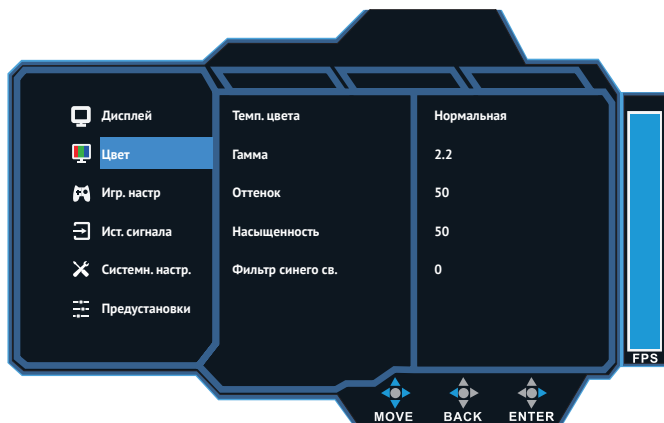 Дисплей
Цвет
Игр. настр
Ист. сигнала
Системн. настр.
Предустановки
Темп. цвета
Нормальная
Гамма
2.2
Оттенок
50
Насыщенность
50
Фильтр синего св.
0
FPS
MOVE
BACK
ENTER